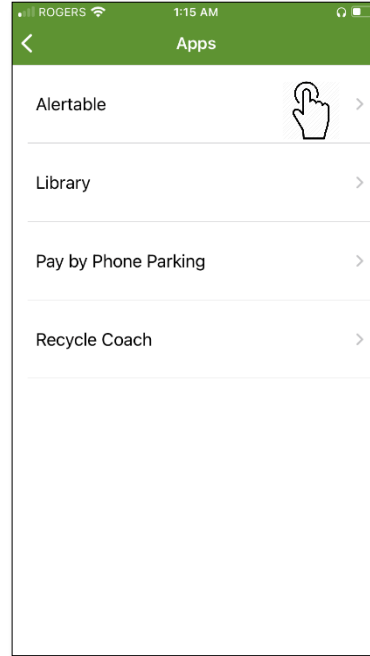 ROGERS 1:15 AM
Apps
Alertable
Library
Pay by Phone Parking
Recycle Coach